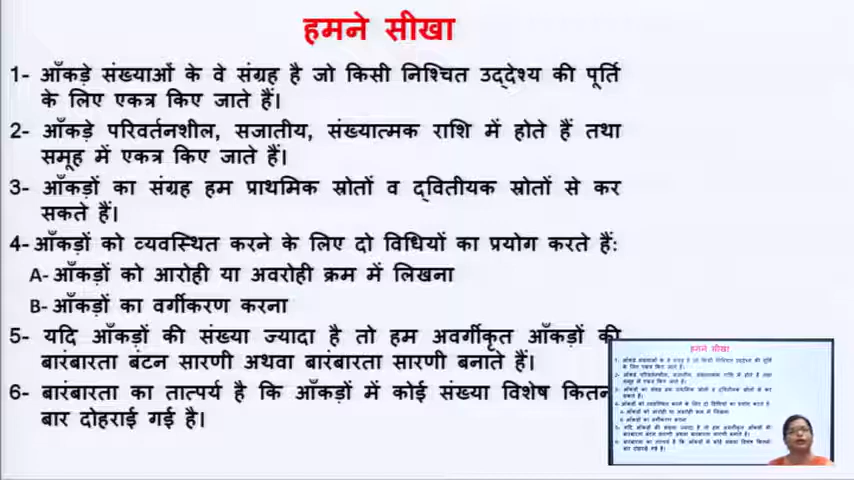 हमने सीखा
1- आँकड़े संख्याओं के वे संग्रह है जो किसी निश्चित उद्देश्य की पूर्ति
के लिए एकत्र किए जाते हैं।
2- आँकड़े परिवर्तनशील, सजातीय, संख्यात्मक राशि में होते हैं तथा
समूह में एकत्र किए जाते हैं।
3- आँकड़ों का संग्रह हम प्राथमिक स्रोतों व द्वितीयक स्रोतों से कर
सकते हैं।
4- आँकड़ों को व्यवस्थित करने के लिए दो विधियों का प्रयोग करते हैं:
A- आँकड़ों को आरोही या अवरोही क्रम में लिखना
B- आँकड़ों का वर्गीकरण करना
5- यदि आँकड़ों की संख्या ज्यादा है तो हम अवर्गीकृत आँकड़ों की
बारंबारता बंटन सारणी अथवा बारंबारता सारणी बनाते हैं।
6- बारंबारता का तात्पर्य है कि आँकड़ों में कोई संख्या विशेष
बार दोहराई गई है।
हमने सीखा